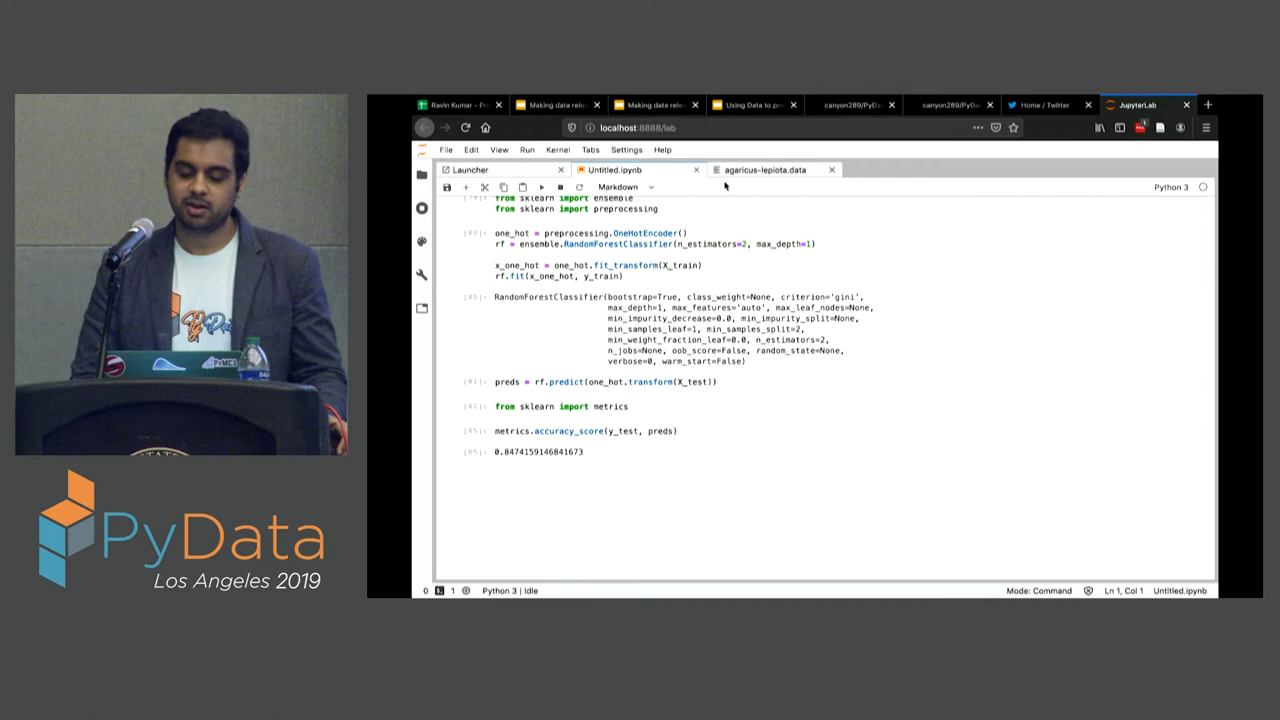 Ravin Kumar - Pr
Making data rele
Making data rele
Using Data to pr
canyon289/PyDa
canyon289/PyDa
Home / Twitter
JupyterLab
localhost:8888/lab
File Edit View Run Kernel Tabs Settings Help
Launcher
Untitled.ipynb
agaricus-lepiota.data
Markdown
Python 3
from sklearn import ensemble
from sklearn import preprocessing
[80]:
one_hot = preprocessing.OneHotEncoder()
rf = ensemble.RandomForestClassifier(n_estimators=2, max_depth=1)
x_one_hot = one_hot.fit_transform(X_train)
rf.fit(x_one_hot, y_train)
[80]:
RandomForestClassifier(bootstrap=True, class_weight=None, criterion='gini',
max_depth=1, max_features='auto', max_leaf_nodes=None,
min_impurity_decrease=0.0, min_impurity_split=None,
min_samples_leaf=1, min_samples_split=2,
min_weight_fraction_leaf=0.0, n_estimators=2,
n_jobs=None, oob_score=False, random_state=None,
verbose=0, warm_start=False)
[81]:
preds = rf.predict(one_hot.transform(X_test))
[82]:
from sklearn import metrics
[85]:
metrics.accuracy_score(y_test, preds)
[85]:
0.8474159146841673
0
1
Python 3 | Idle
Mode: Command
Ln 1, Col 1
Untitled.ipynb
PyMC3
STATE
PyData
Los Angeles 2019